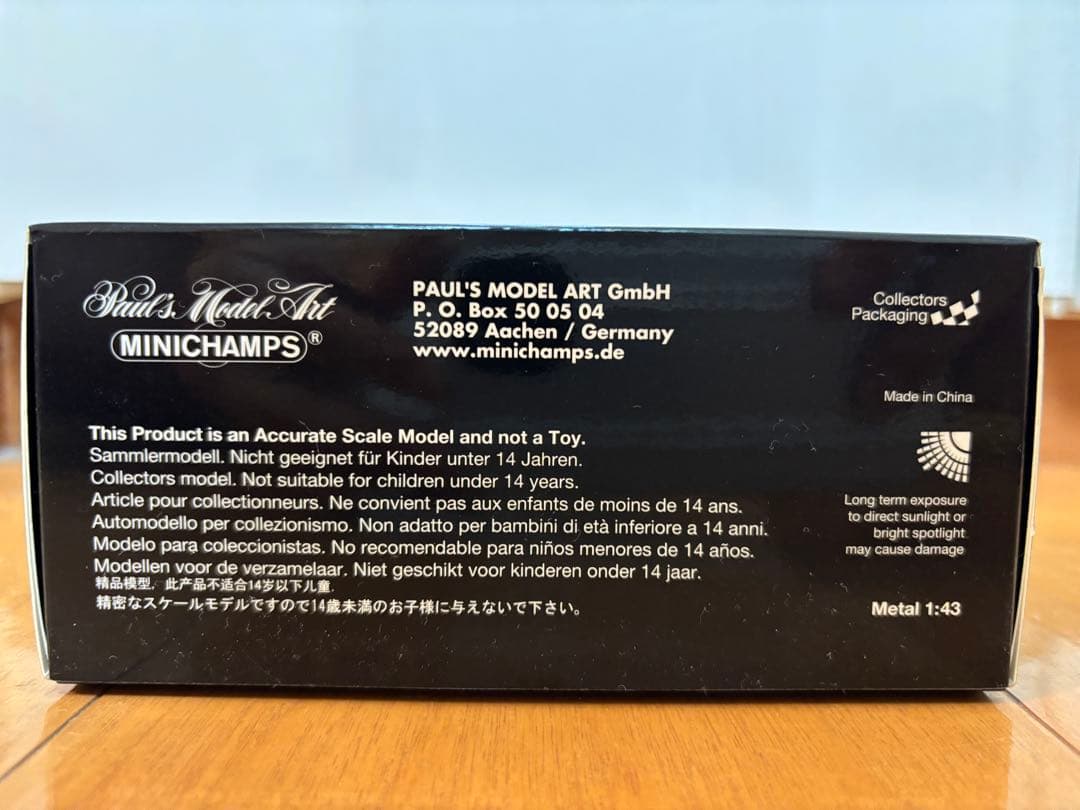 Paul's Model Art
MINICHAMPS®
PAUL'S MODEL ART GmbH
P. O. Box 50 05 04
52089 Aachen / Germany
www.minichamps.de
Collectors
Packaging
Made in China
This Product is an Accurate Scale Model and not a Toy.
Sammlermodell. Nicht geeignet für Kinder unter 14 Jahren.
Collectors model. Not suitable for children under 14 years.
Article pour collectionneurs. Ne convient pas aux enfants de moins de 14 ans.
Automodello per collezionismo. Non adatto per bambini di età inferiore a 14 anni.
Modelo para coleccionistas. No recomendable para niños menores de 14 años.
Modellen voor de verzamelaar. Niet geschikt voor kinderen onder 14 jaar.
精品模型，此产品不适合14岁以下儿童.
精密なスケールモデルですので14歳未満のお子様に与えないで下さい。
Long term exposure
to direct sunlight or
bright spotlight
may cause damage
Metal 1:43